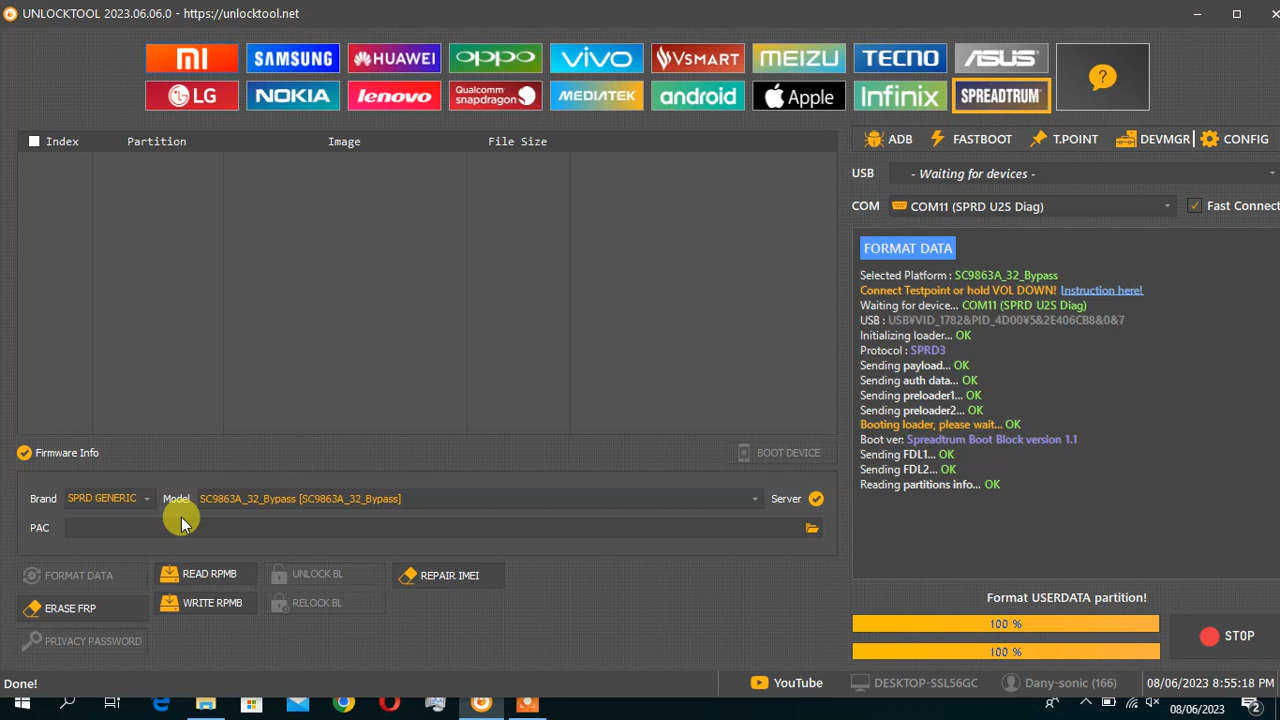 UNLOCKTOOL 2023.06.06.0 - https://unlocktool.net
mi SAMSUNG HUAWEI oppo vivo VSMART MEIZU TECNO ASUS ?
LG NOKIA lenovo Qualcomm snapdragon MEDIATEK android Apple Infinix SPREADTRUM
Index Partition Image File Size
ADB FASTBOOT T.POINT DEVMGR CONFIG
USB - Waiting for devices -
COM COM11 (SPRD U2S Diag) Fast Connect
FORMAT DATA
Selected Platform : SC9863A_32_Bypass
Connect Testpoint or hold VOL DOWN! Instruction here!
Waiting for device... COM11 (SPRD U2S Diag)
USB : USB¥VID_1782&PID_4D00¥5&2E406CB8&0&7
Initializing loader... OK
Protocol : SPRD3
Sending payload... OK
Sending auth data... OK
Sending preloader1... OK
Sending preloader2... OK
Booting loader, please wait... OK
Boot ver: Spreadtrum Boot Block version 1.1
Sending FDL1... OK
Sending FDL2... OK
Reading partitions info... OK
Firmware Info BOOT DEVICE
Brand SPRD GENERIC Model SC9863A_32_Bypass [SC9863A_32_Bypass] Server
PAC
FORMAT DATA READ RPMB UNLOCK BL REPAIR IMEI
ERASE FRP WRITE RPMB RELOCK BL
PRIVACY PASSWORD
Format USERDATA partition!
100 %
100 %
STOP
Done! YouTube DESKTOP-SSL56GC Dany-sonic (166) 08/06/2023 8:55:18 PM
8:55 PM
08/06/2023
2